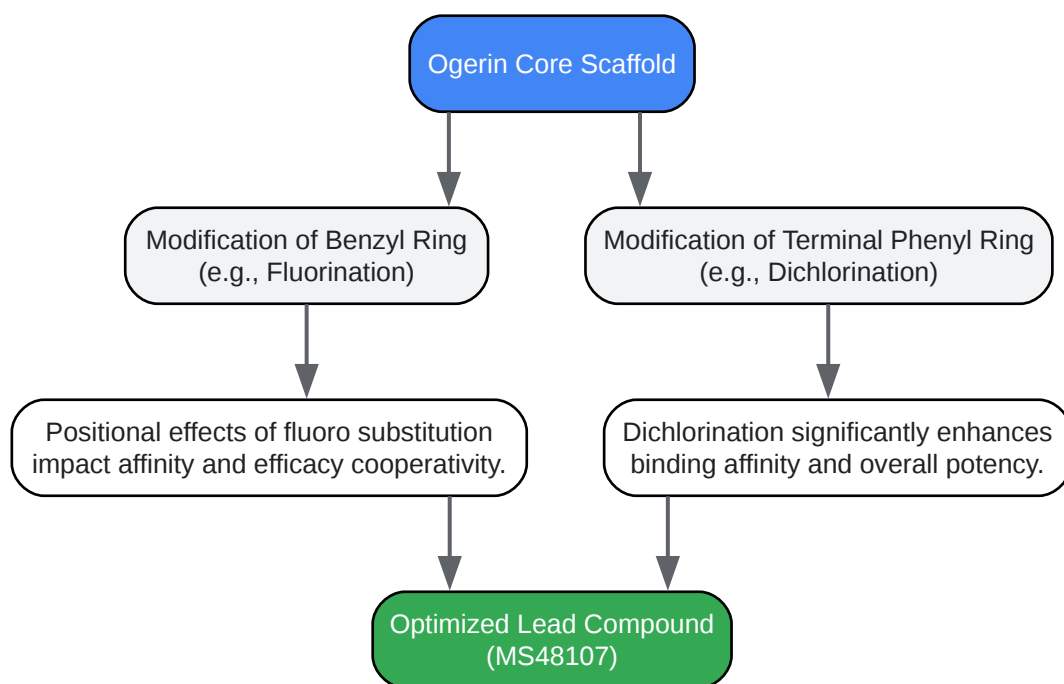 Ogerin Core Scaffold
Modification of Benzyl Ring
(e.g., Fluorination)
Modification of Terminal Phenyl Ring
(e.g., Dichlorination)
Positional effects of fluoro substitution
impact affinity and efficacy cooperativity.
Dichlorination significantly enhances
binding affinity and overall potency.
Optimized Lead Compound
(MS48107)